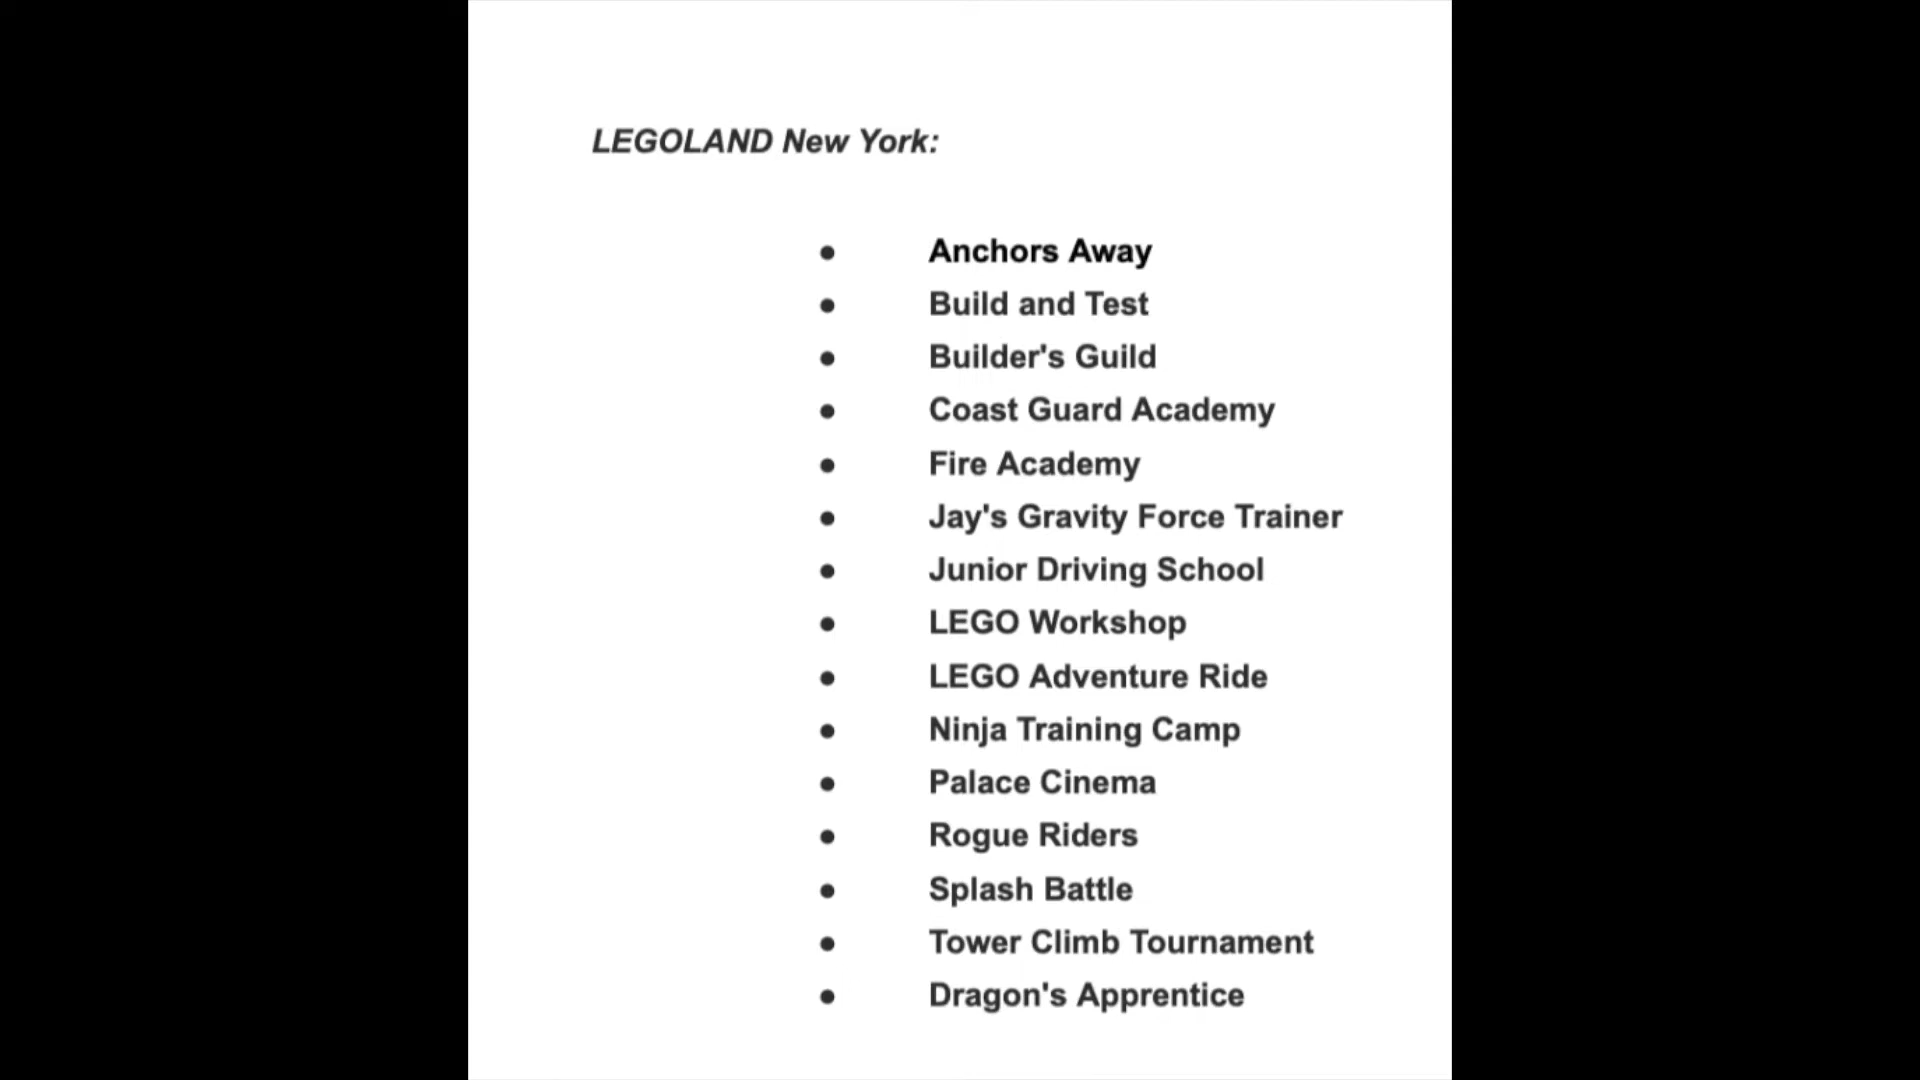 LEGOLAND New York:
● Anchors Away
● Build and Test
● Builder's Guild
● Coast Guard Academy
● Fire Academy
● Jay's Gravity Force Trainer
● Junior Driving School
● LEGO Workshop
● LEGO Adventure Ride
● Ninja Training Camp
● Palace Cinema
● Rogue Riders
● Splash Battle
● Tower Climb Tournament
● Dragon's Apprentice